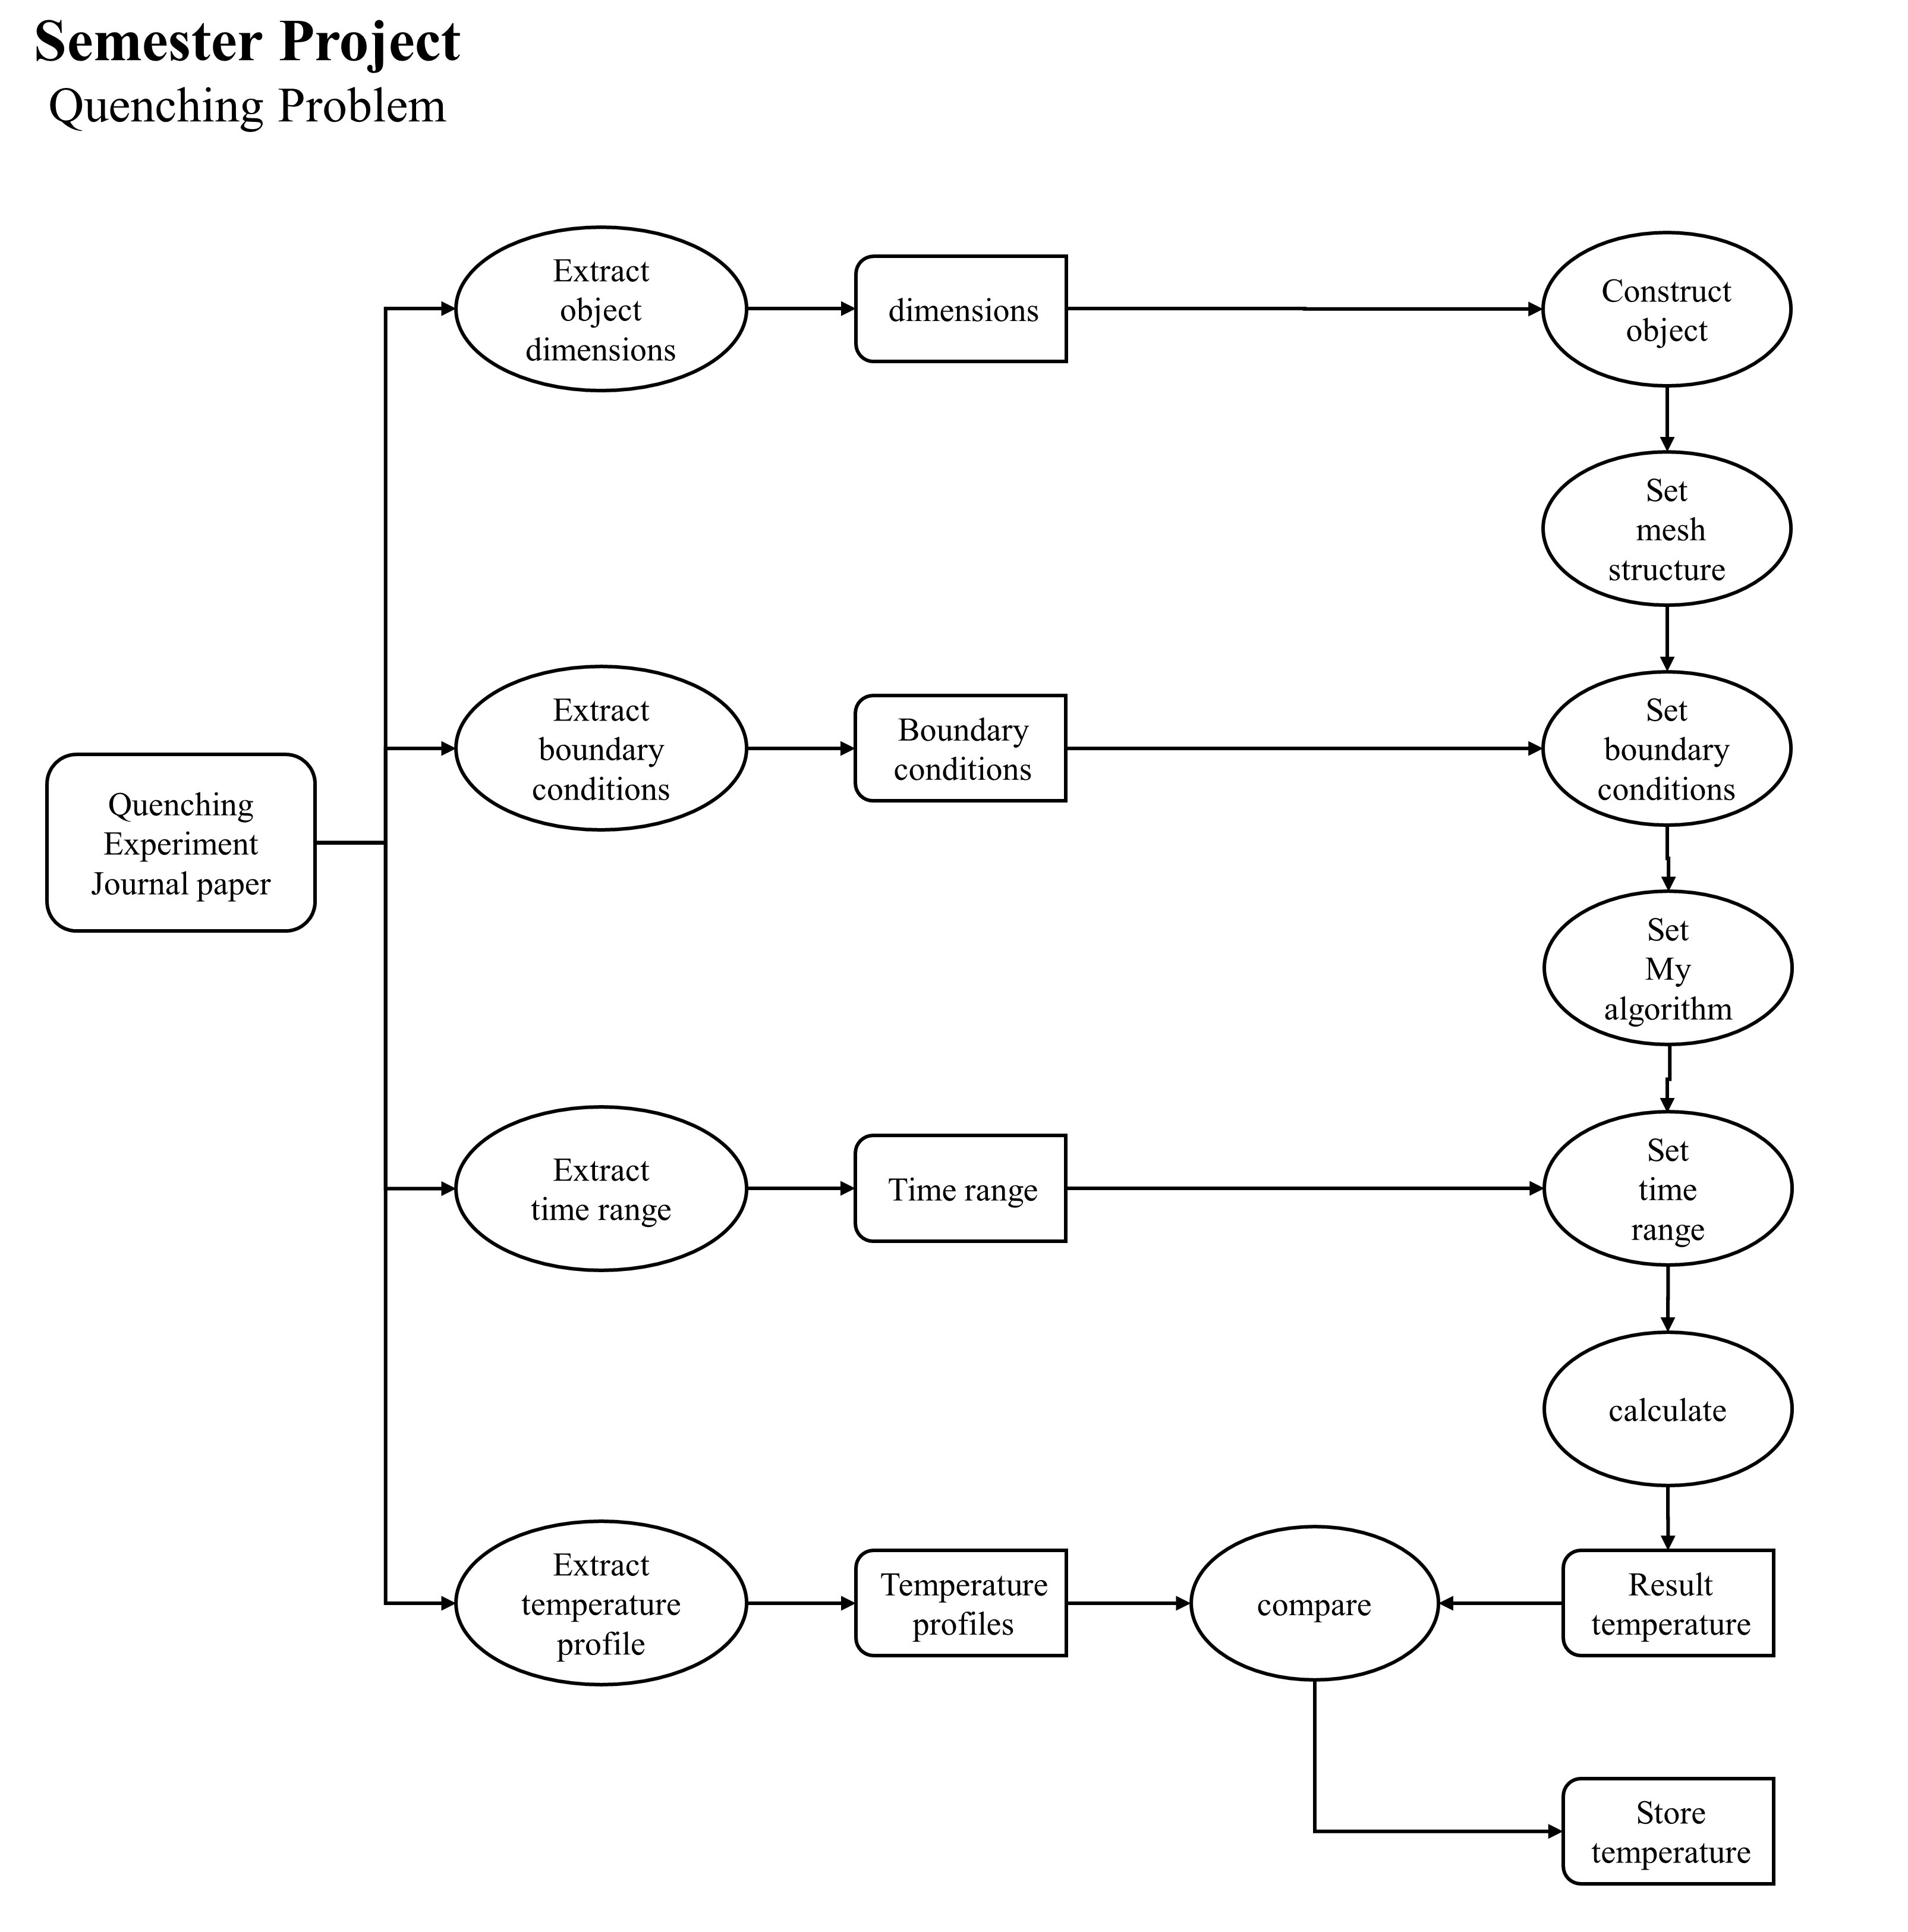 Semester Project
Quenching Problem
Extract
object
dimensions
dimensions
Construct
object
Set
mesh
structure
Extract
boundary
conditions
Boundary
conditions
Set
boundary
conditions
Quenching
Experiment
Journal paper
Set
My
algorithm
Extract
time range
Time range
Set
time
range
calculate
Extract
temperature
profile
Temperature
profiles
compare
Result
temperature
Store
temperature